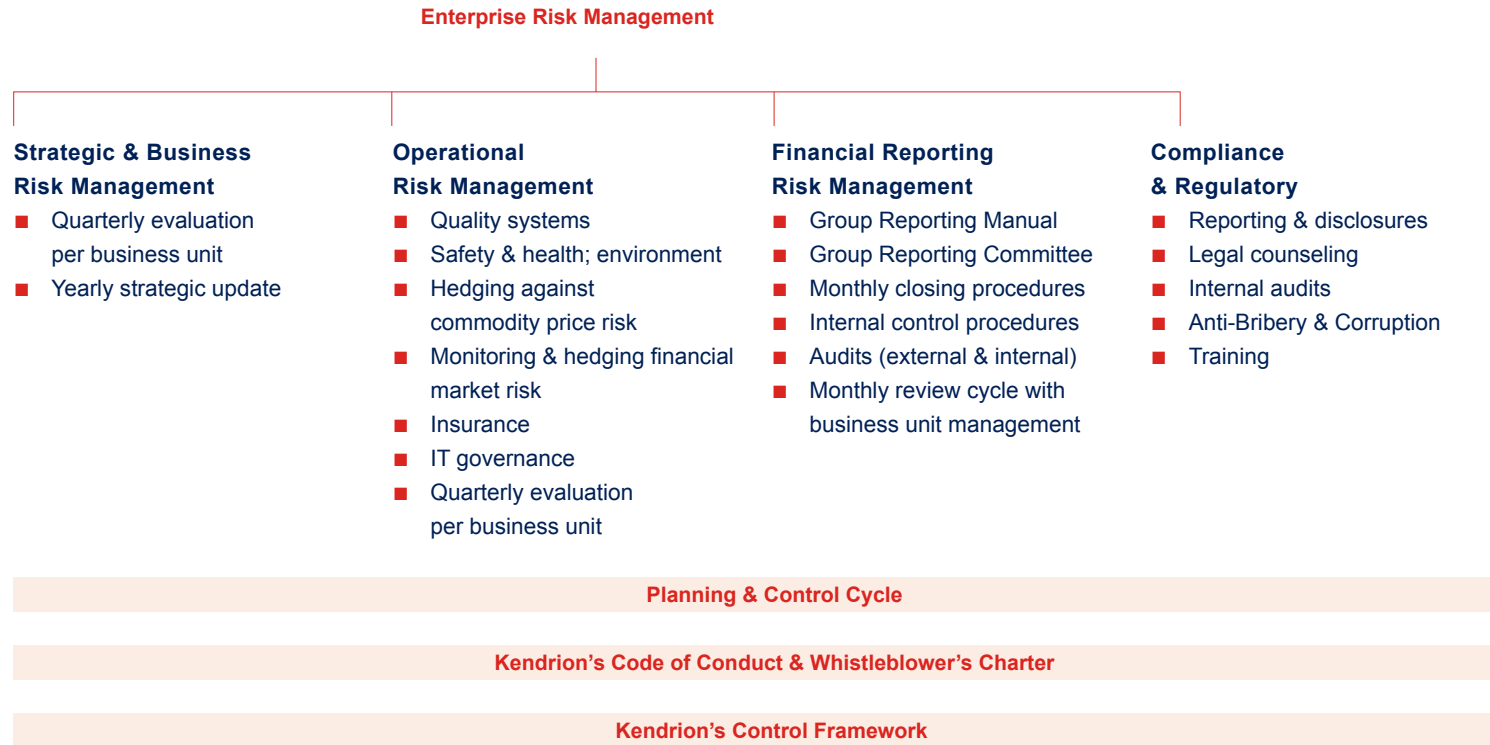 Enterprise Risk Management
Strategic & Business
Risk Management
■ Quarterly evaluation
per business unit
■ Yearly strategic update
Operational
Risk Management
■ Quality systems
■ Safety & health; environment
■ Hedging against
commodity price risk
■ Monitoring & hedging financial
market risk
■ Insurance
■ IT governance
■ Quarterly evaluation
per business unit
Financial Reporting
Risk Management
■ Group Reporting Manual
■ Group Reporting Committee
■ Monthly closing procedures
■ Internal control procedures
■ Audits (external & internal)
■ Monthly review cycle with
business unit management
Compliance
& Regulatory
■ Reporting & disclosures
■ Legal counseling
■ Internal audits
■ Anti-Bribery & Corruption
■ Training
Planning & Control Cycle
Kendrion’s Code of Conduct & Whistleblower’s Charter
Kendrion’s Control Framework